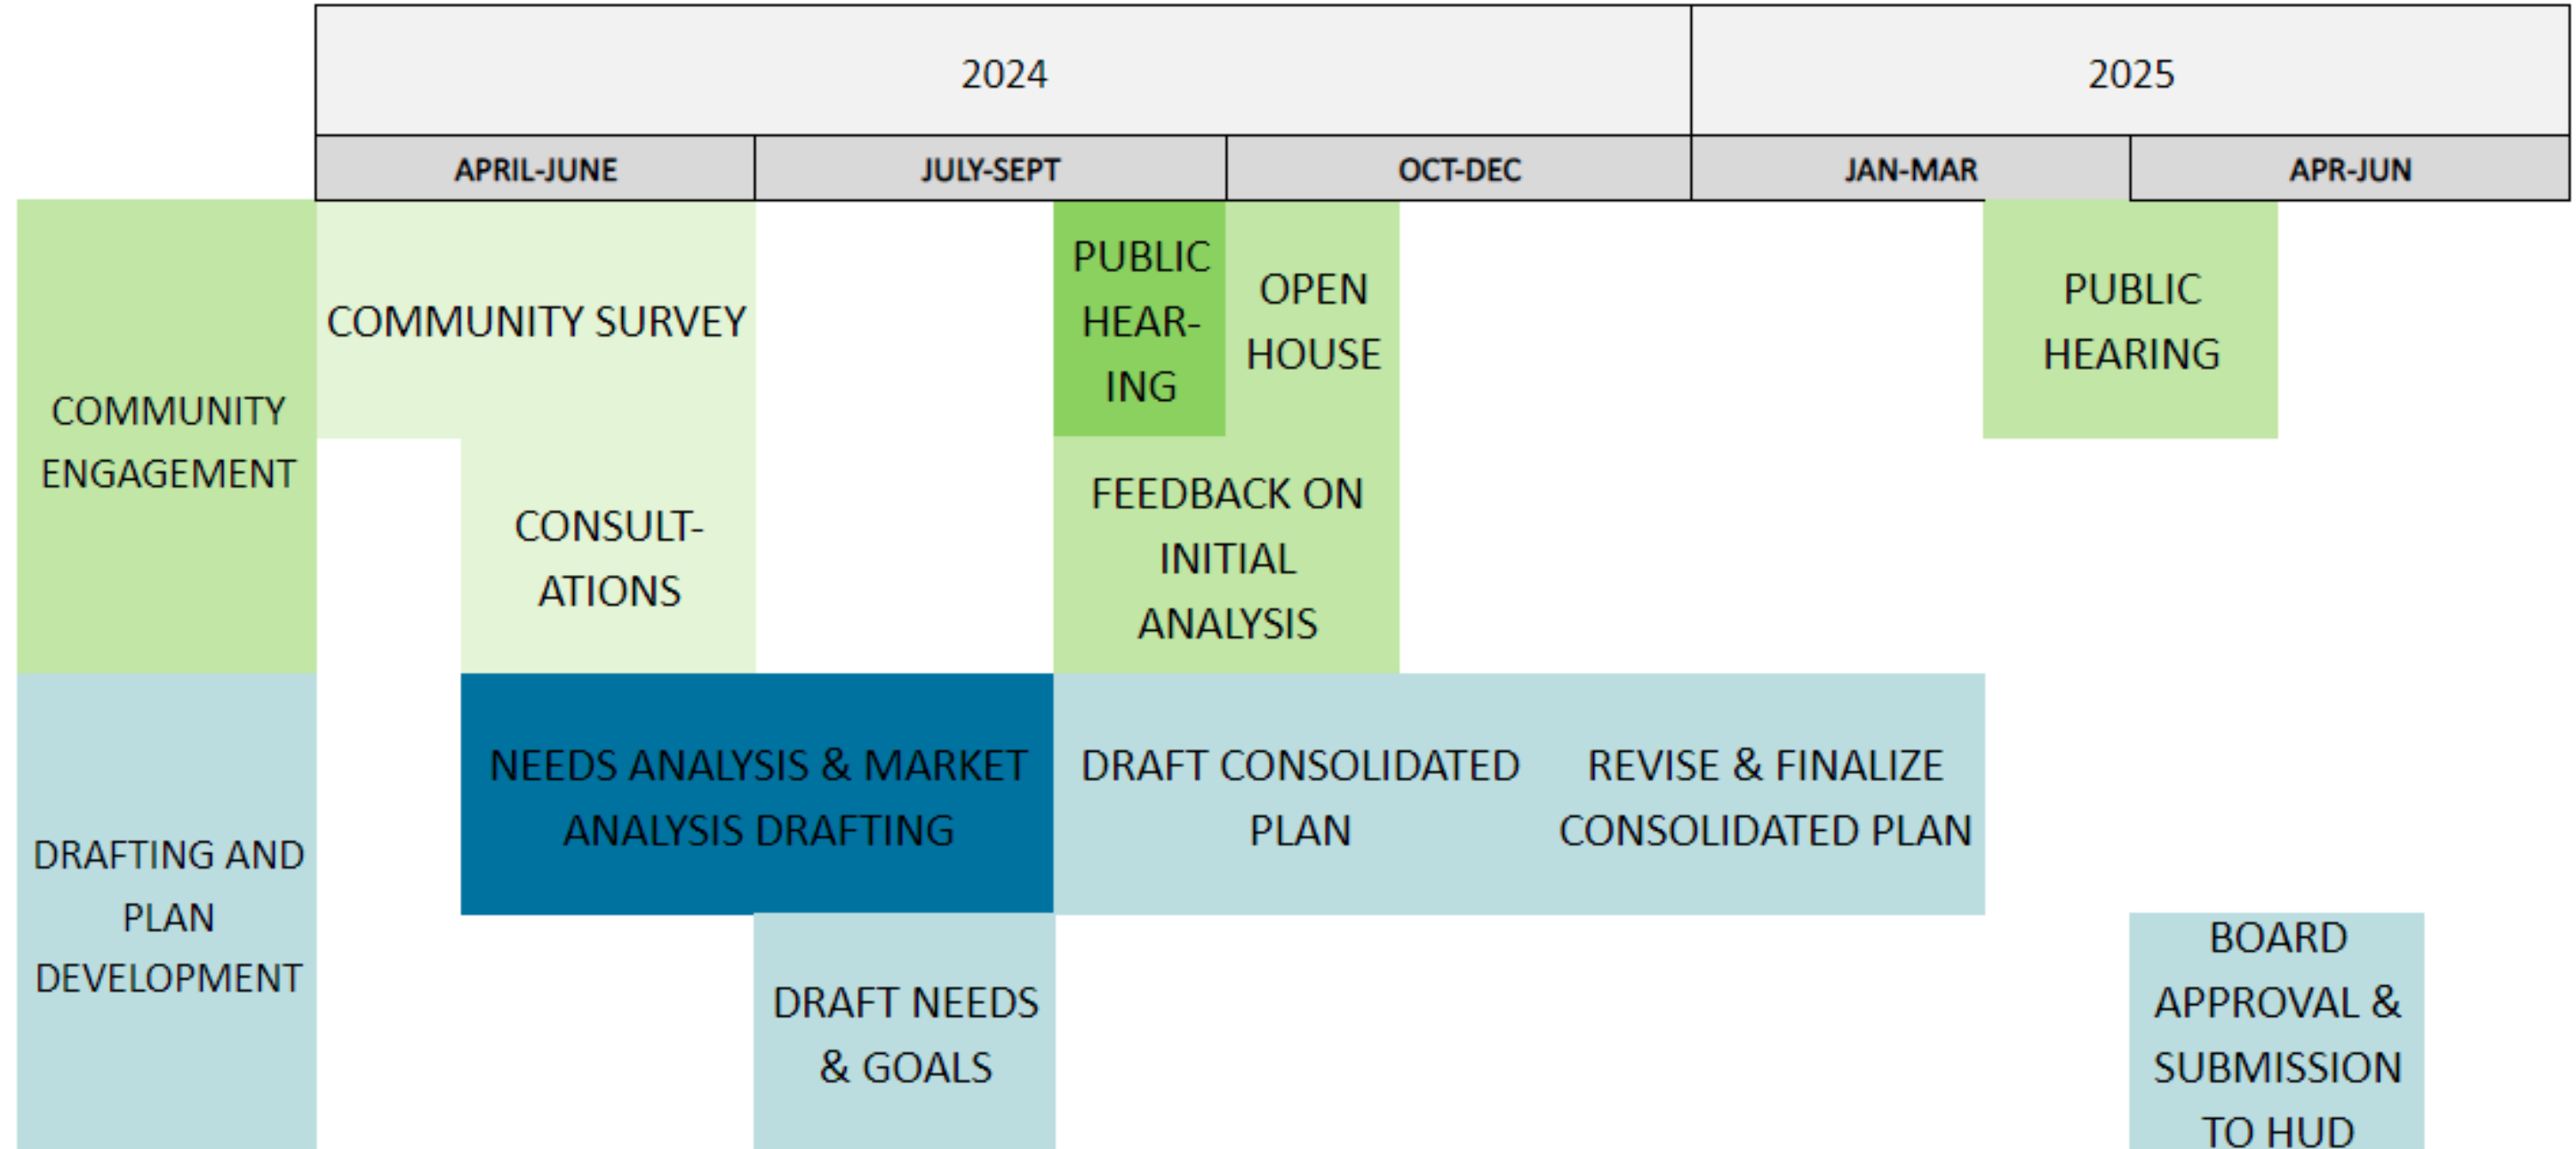 2024
2025
APRIL-JUNE
JULY-SEPT
OCT-DEC
JAN-MAR
APR-JUN
COMMUNITY
ENGAGEMENT
COMMUNITY SURVEY
PUBLIC
HEAR-
ING
OPEN
HOUSE
PUBLIC
HEARING
CONSULT-
ATIONS
FEEDBACK ON
INITIAL
ANALYSIS
DRAFTING AND
PLAN
DEVELOPMENT
NEEDS ANALYSIS & MARKET
ANALYSIS DRAFTING
DRAFT CONSOLIDATED
PLAN
REVISE & FINALIZE
CONSOLIDATED PLAN
DRAFT NEEDS
& GOALS
BOARD
APPROVAL &
SUBMISSION
TO HUD